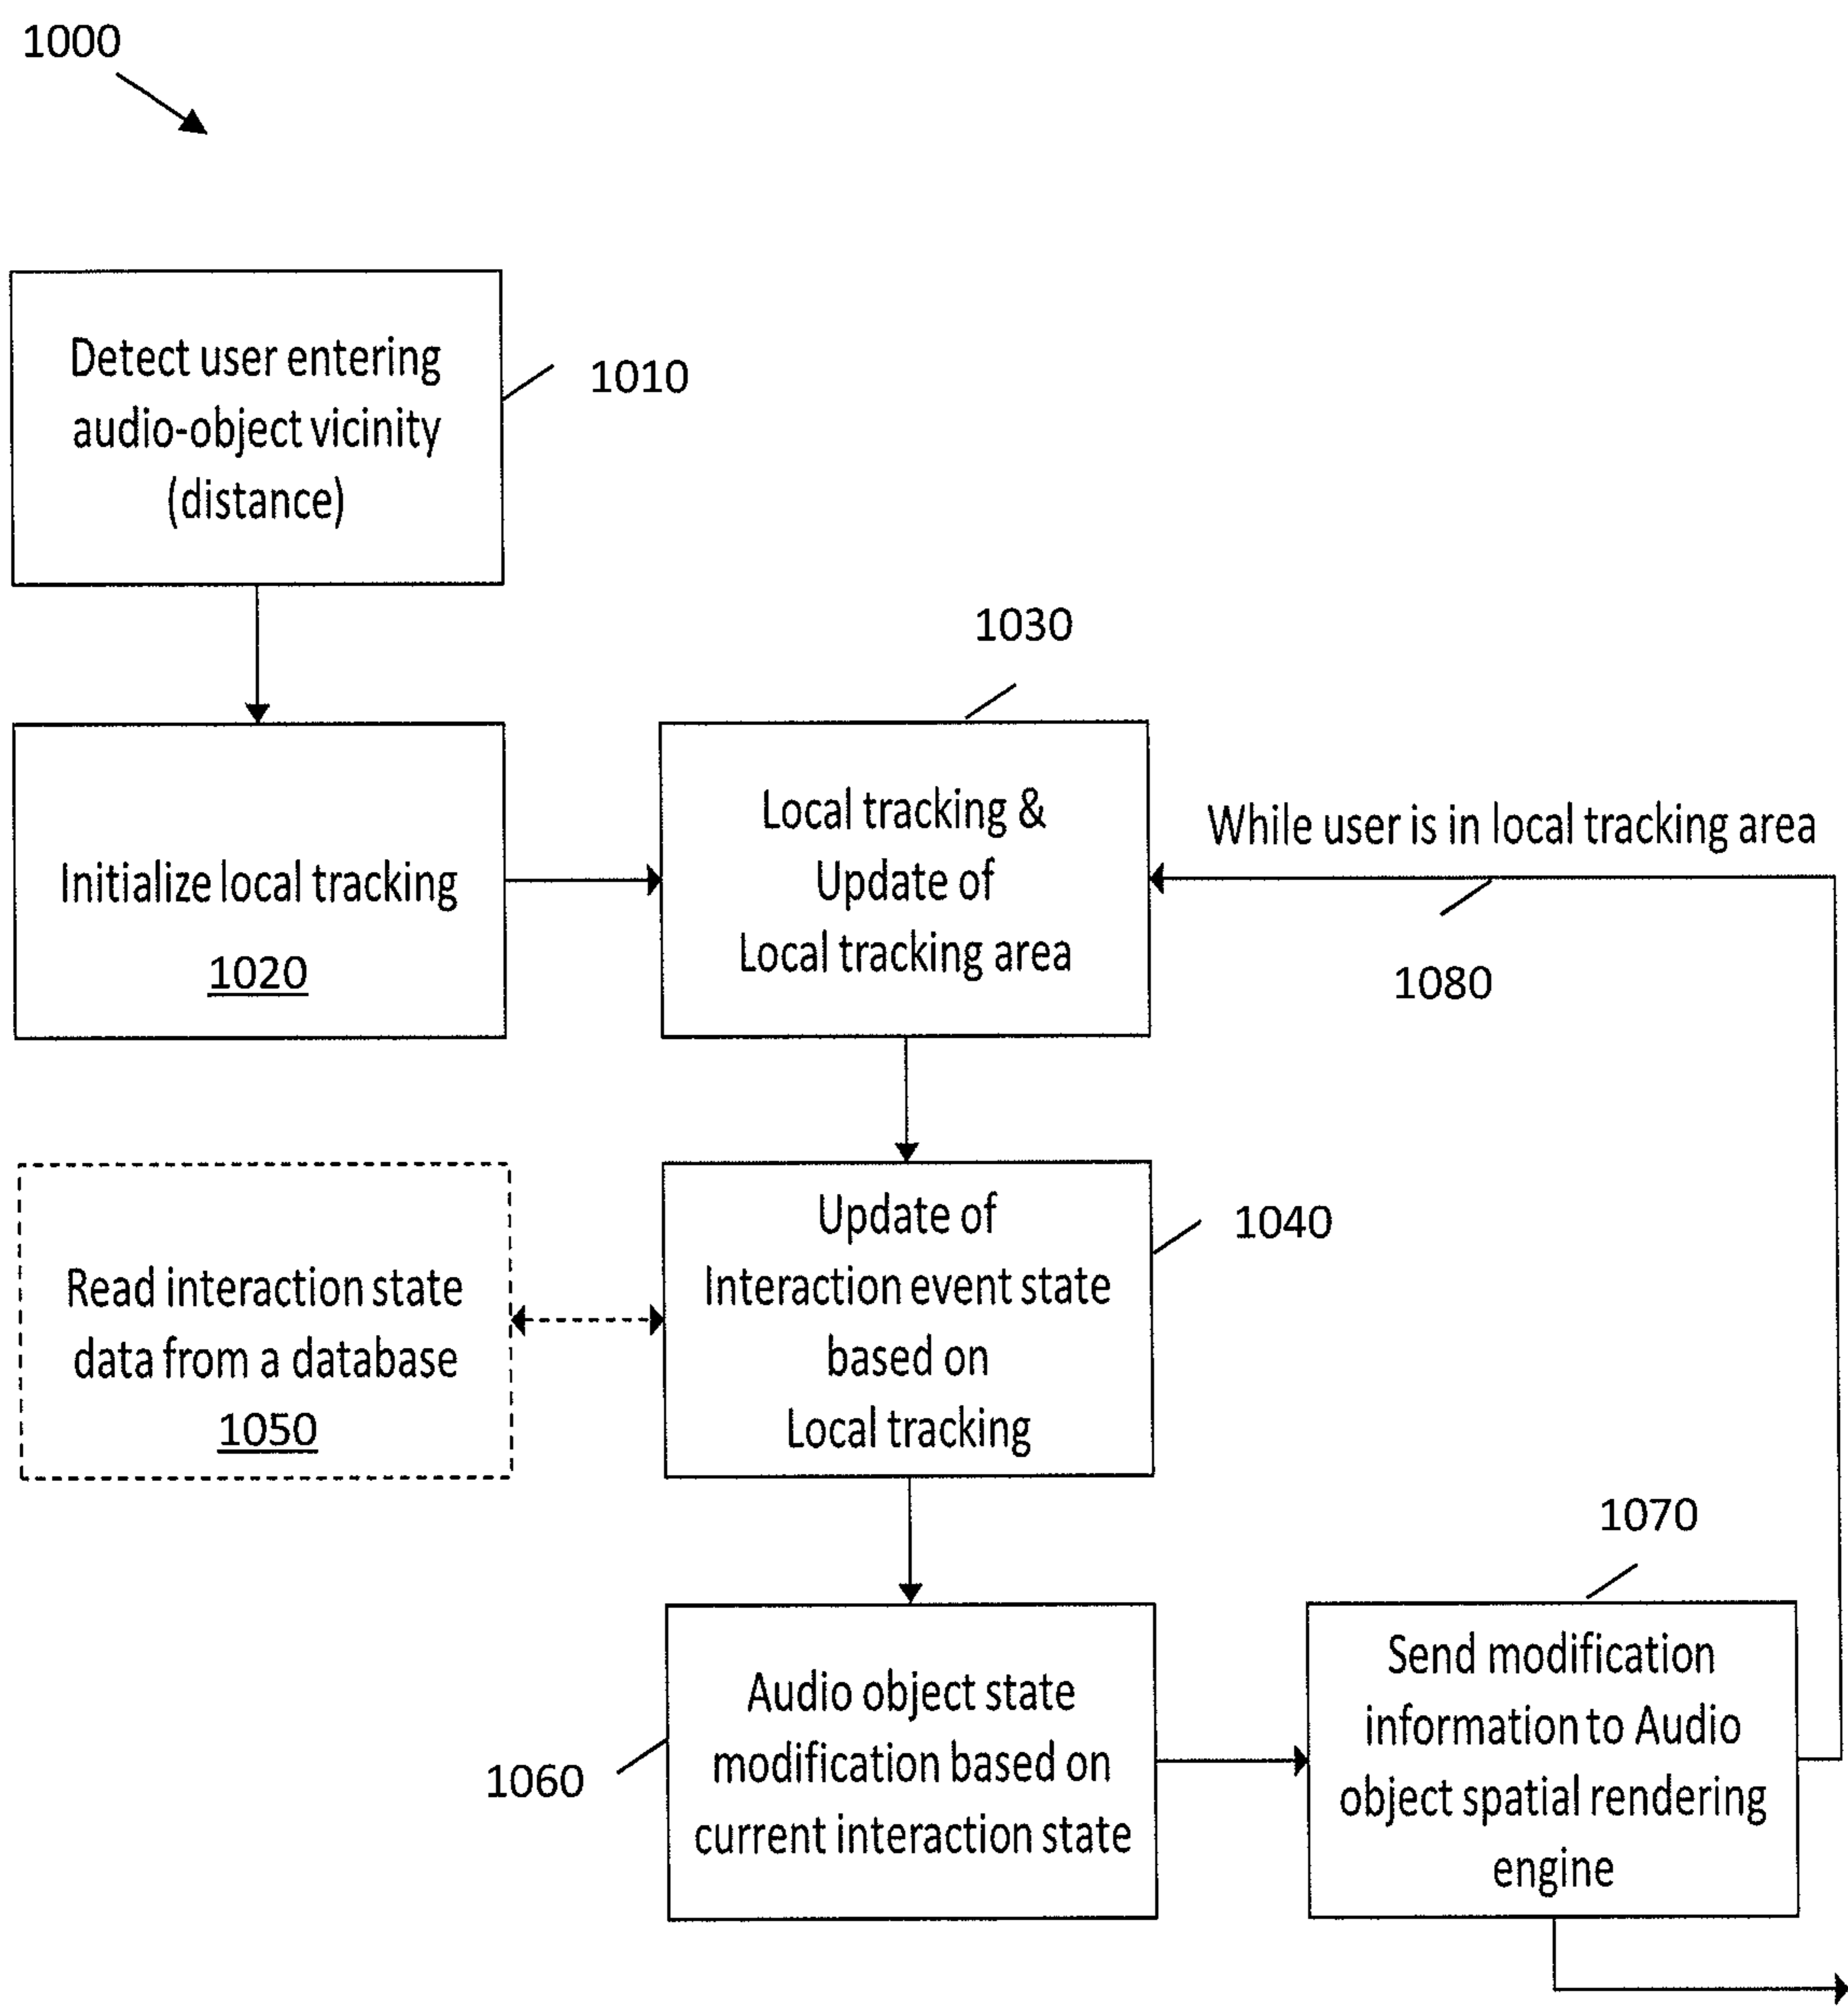 1000
Detect user entering
audio-object vicinity
(distance)
1010
Initialize local tracking
1020
1030
Local tracking &
Update of
Local tracking area
While user is in local tracking area
1080
Read interaction state
data from a database
1050
Update of
Interaction event state
based on
Local tracking
1040
Audio object state
modification based on
current interaction state
1060
1070
Send modification
information to Audio
object spatial rendering
engine